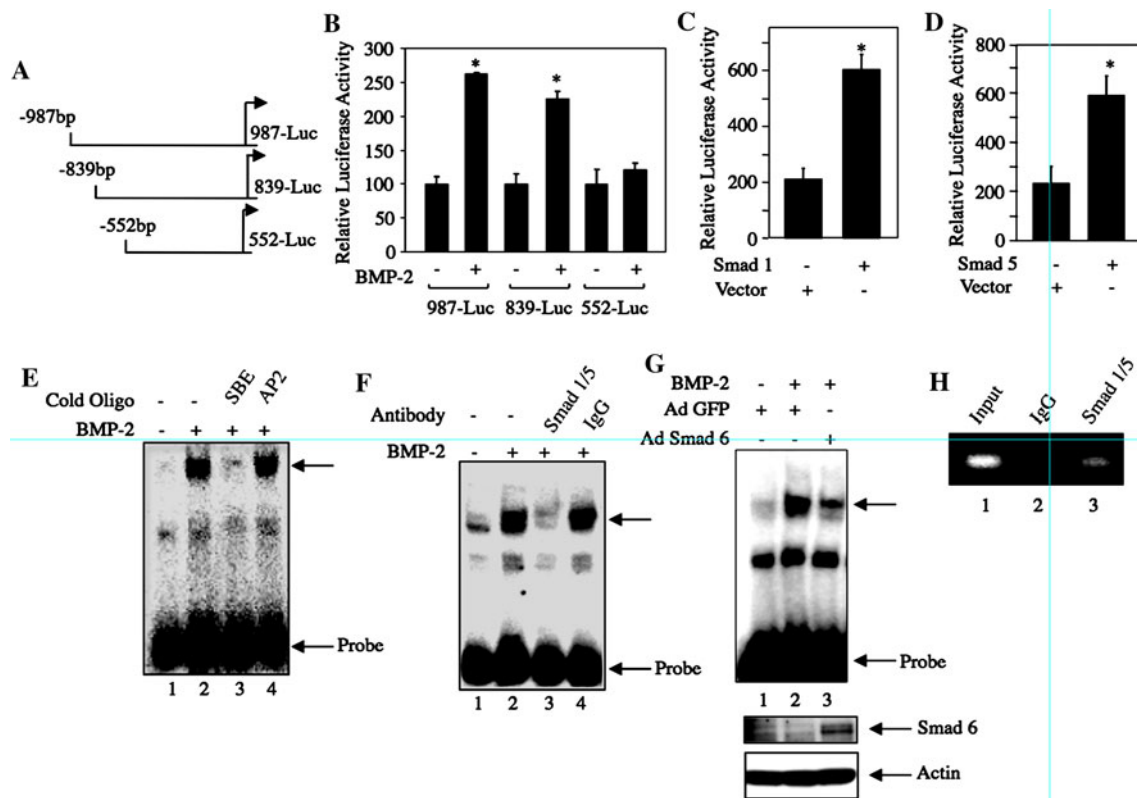 A
-987bp
987-Luc
-839bp
839-Luc
-552bp
552-Luc
B
Relative Luciferase Activity
300
250
200
150
100
50
0
BMP-2 - + - + - +
987-Luc 839-Luc 552-Luc
* *
C
Relative Luciferase Activity
600
400
200
0
*
Smad 1 - +
Vector + -
D
Relative Luciferase Activity
800
600
400
200
0
*
Smad 5 - +
Vector + -
E
Cold Oligo - - SBE AP2
BMP-2 - + + +
Probe
1 2 3 4
F
Antibody - - Smad 1/5 IgG
BMP-2 - + + +
Probe
1 2 3 4
G
BMP-2 - + +
Ad GFP + + -
Ad Smad 6 - - +
Probe
1 2 3
Smad 6
Actin
H
Input IgG Smad 1/5
1 2 3